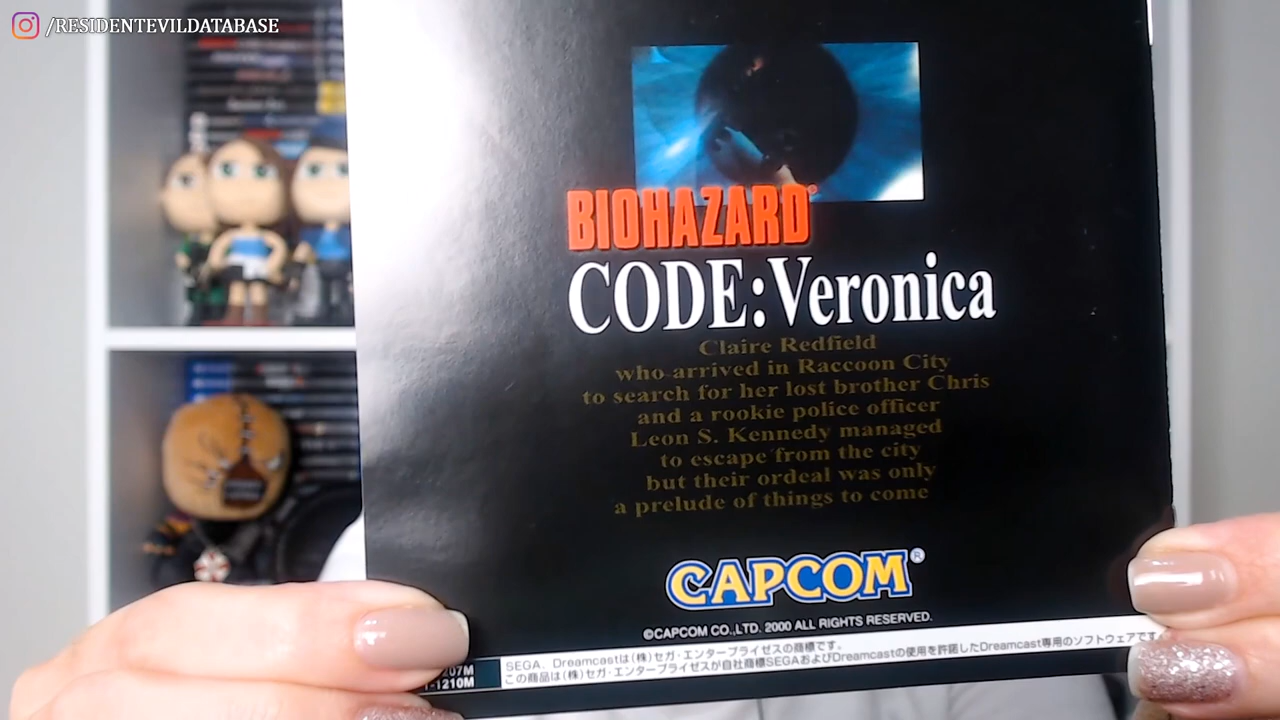 /RESIDENTEVILDATABASE
BIOHAZARD®
CODE:Veronica
Claire Redfield
who arrived in Raccoon City
to search for her lost brother Chris
and a rookie police officer
Leon S. Kennedy managed
to escape from the city
but their ordeal was only
a prelude of things to come
CAPCOM®
©CAPCOM CO.,LTD. 2000 ALL RIGHTS RESERVED.
207M
-1210M
SEGA、Dreamcastは(株)セガ・エンタープライゼスの商標です。
この商品は(株)セガ・エンタープライゼスが自社商標SEGAおよびDreamcastの使用を許諾したDreamcast専用のソフトウェアです。